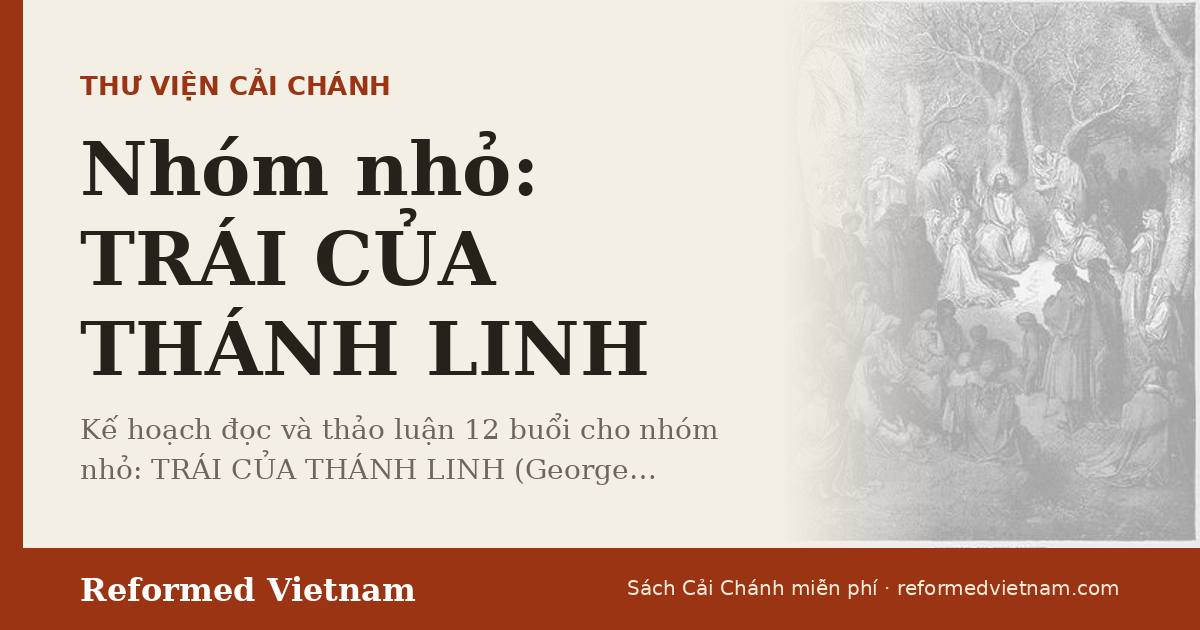 THƯ VIỆN CẢI CHÁNH
Nhóm nhỏ:
TRÁI CỦA
THÁNH LINH
Kế hoạch đọc và thảo luận 12 buổi cho nhóm
nhỏ: TRÁI CỦA THÁNH LINH (George...
Reformed Vietnam
Sách Cải Chánh miễn phí · reformedvietnam.com